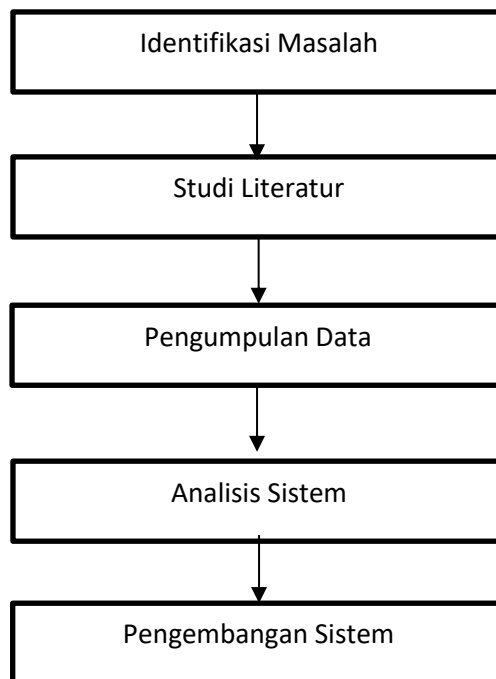 Identifikasi Masalah
Studi Literatur
Pengumpulan Data
Analisis Sistem
Pengembangan Sistem